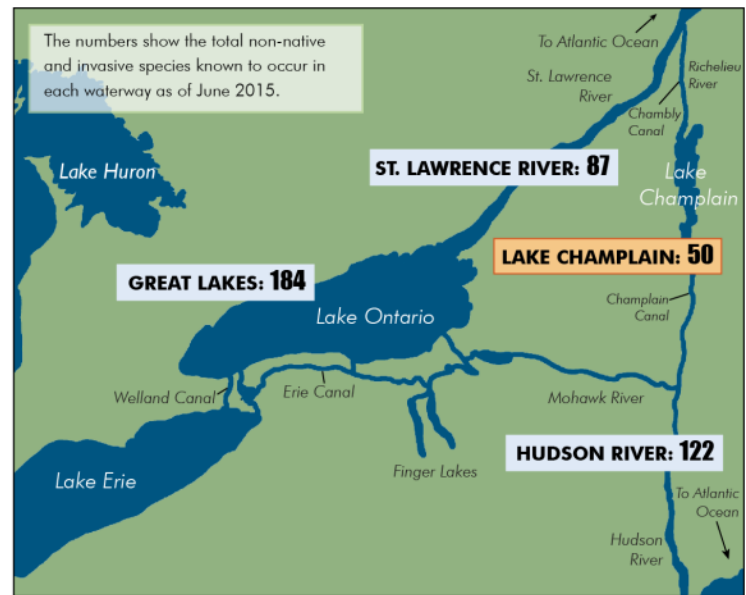 The numbers show the total non-native
and invasive species known to occur in
each waterway as of June 2015.
To Atlantic Ocean
St. Lawrence
River
Richelieu
River
Chambly
Canal
Lake Huron
ST. LAWRENCE RIVER: 87
Lake
Champlain
LAKE CHAMPLAIN: 50
GREAT LAKES: 184
Lake Ontario
Champlain
Canal
Welland Canal
Erie Canal
Mohawk River
HUDSON RIVER: 122
Finger Lakes
Lake Erie
To Atlantic
Ocean
Hudson
River